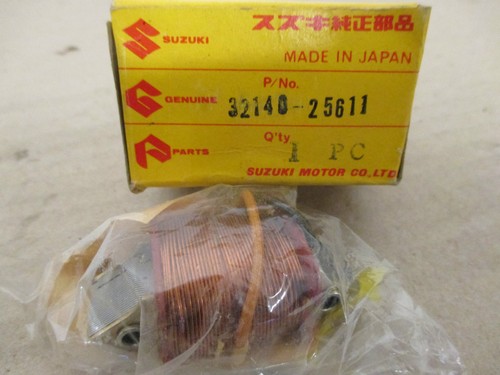 SUZUKI
スズキ純正部品
MADE IN JAPAN
P/No.
GENUINE
32140-25611
Q'ty
PARTS
1 PC
SUZUKI MOTOR CO.,LTD.